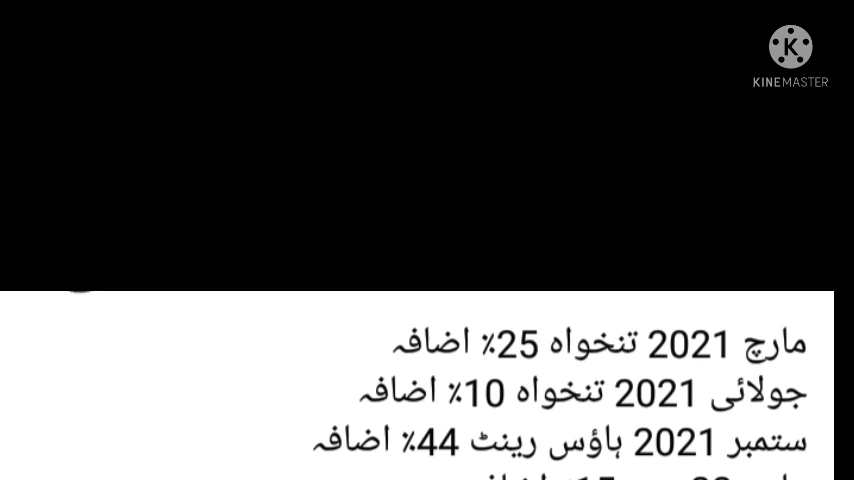 K
KINEMASTER
مارچ 2021 تنخواہ 25٪ اضافہ
جولائی 2021 تنخواہ 10٪ اضافہ
ستمبر 2021 ہاؤس رینٹ 44٪ اضافہ